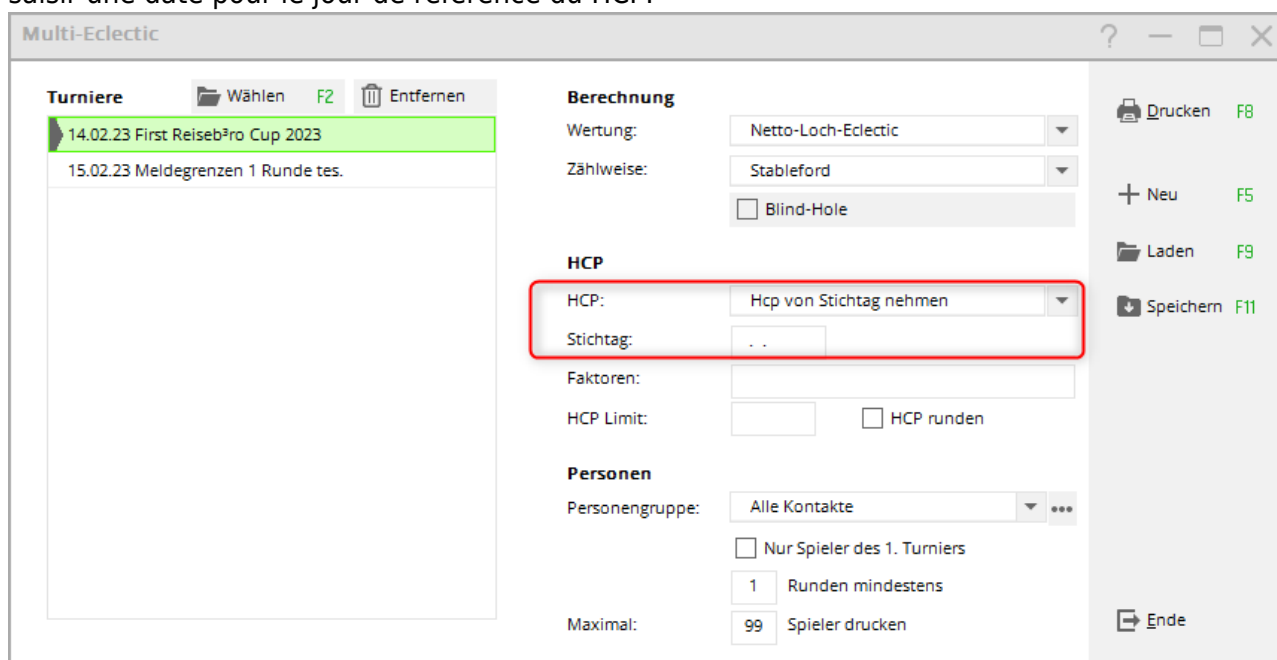 saisir une date pour le jour de référence du HCP.
Multi-Eclectic
Turniere Wählen F2 Entfernen
14.02.23 First Reiseb³ro Cup 2023
15.02.23 Meldegrenzen 1 Runde tes.
Berechnung
Wertung: Netto-Loch-Eclectic
Zählweise: Stableford
Blind-Hole
HCP
HCP: Hcp von Stichtag nehmen
Stichtag: . .
Faktoren:
HCP Limit: HCP runden
Personen
Personengruppe: Alle Kontakte
Nur Spieler des 1. Turniers
1 Runden mindestens
Maximal: 99 Spieler drucken
Drucken F8
Neu F5
Laden F9
Speichern F11
Ende